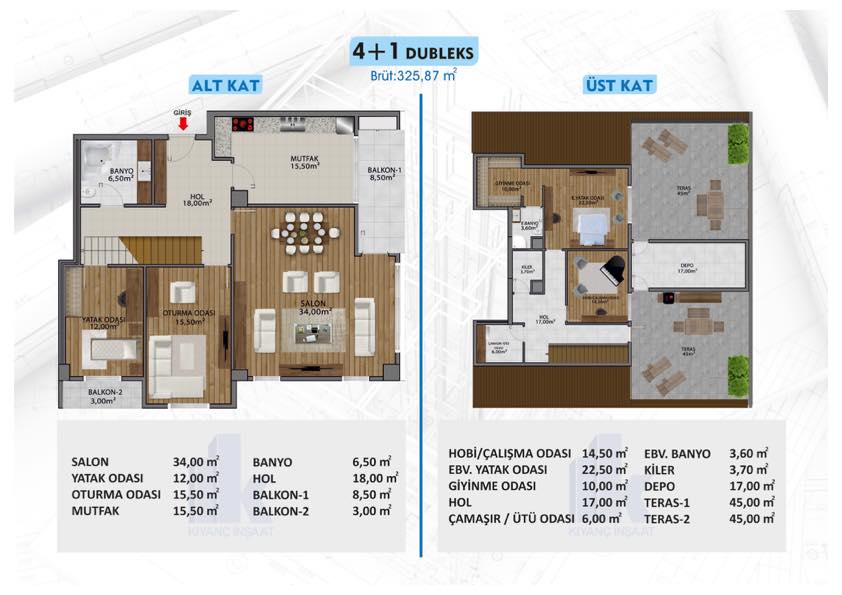 4+1 DUBLEKS
Brüt:325,87 m²
ALT KAT
ÜST KAT
GİRİŞ
BANYO
6,50m²
HOL
18,00m²
MUTFAK
15,50m²
BALKON-1
8,50m²
YATAK ODASI
12,00m²
OTURMA ODASI
15,50m²
SALON
34,00m²
BALKON-2
3,00m²
GİYİNME ODASI
10,00m²
E.YATAK ODASI
22,50m²
E.BANYO
3,60m²
TERAS
45m²
KİLER
3,70m²
DEPO
17,00m²
HOL
17,00m²
6,00m²
TERAS
45m²
SALON 34,00 m²
YATAK ODASI 12,00 m²
OTURMA ODASI 15,50 m²
MUTFAK 15,50 m²
BANYO 6,50 m²
HOL 18,00 m²
BALKON-1 8,50 m²
BALKON-2 3,00 m²
KIYANÇ İNŞAAT
HOBİ/ÇALIŞMA ODASI 14,50 m²
EBV. YATAK ODASI 22,50 m²
GİYİNME ODASI 10,00 m²
HOL 17,00 m²
ÇAMAŞIR / ÜTÜ ODASI 6,00 m²
EBV. BANYO 3,60 m²
KİLER 3,70 m²
DEPO 17,00 m²
TERAS-1 45,00 m²
TERAS-2 45,00 m²
KIYANÇ İNŞAAT